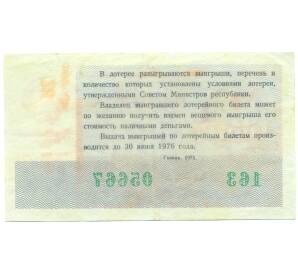 В лотерее разыгрываются выигрыши, перечень и
количество которых установлены условиями лотереи,
утвержденными Советом Министров республики.
Владелец выигравшего лотерейного билета может
по желанию получить взамен вещевого выигрыша его
стоимость наличными деньгами.
Выдача выигрышей по лотерейным билетам произ-
водится до 30 июня 1976 года.
Гознак. 1975.
05667 163